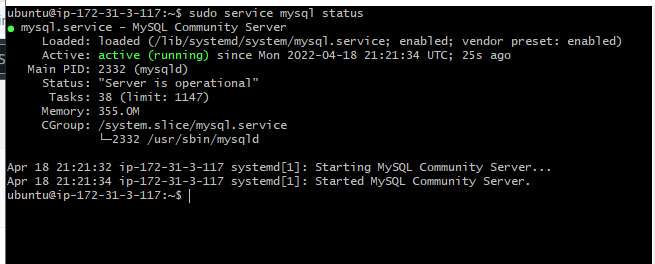 ubuntu@ip-172-31-3-117:~$ sudo service mysql status
● mysql.service - MySQL Community Server
Loaded: loaded (/lib/systemd/system/mysql.service; enabled; vendor preset: enabled)
Active: active (running) since Mon 2022-04-18 21:21:34 UTC; 25s ago
Main PID: 2332 (mysqld)
Status: "Server is operational"
Tasks: 38 (limit: 1147)
Memory: 355.0M
CGroup: /system.slice/mysql.service
└─2332 /usr/sbin/mysqld
Apr 18 21:21:32 ip-172-31-3-117 systemd[1]: Starting MySQL Community Server...
Apr 18 21:21:34 ip-172-31-3-117 systemd[1]: Started MySQL Community Server.
ubuntu@ip-172-31-3-117:~$